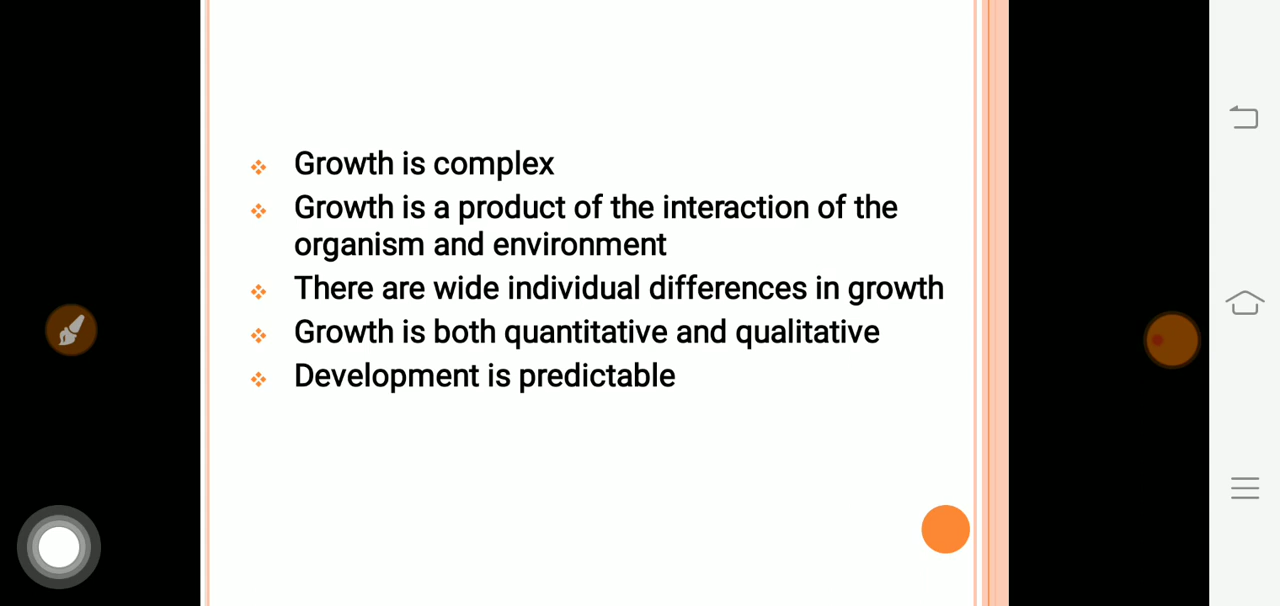 Growth is complex
Growth is a product of the interaction of the
organism and environment
There are wide individual differences in growth
Growth is both quantitative and qualitative
Development is predictable